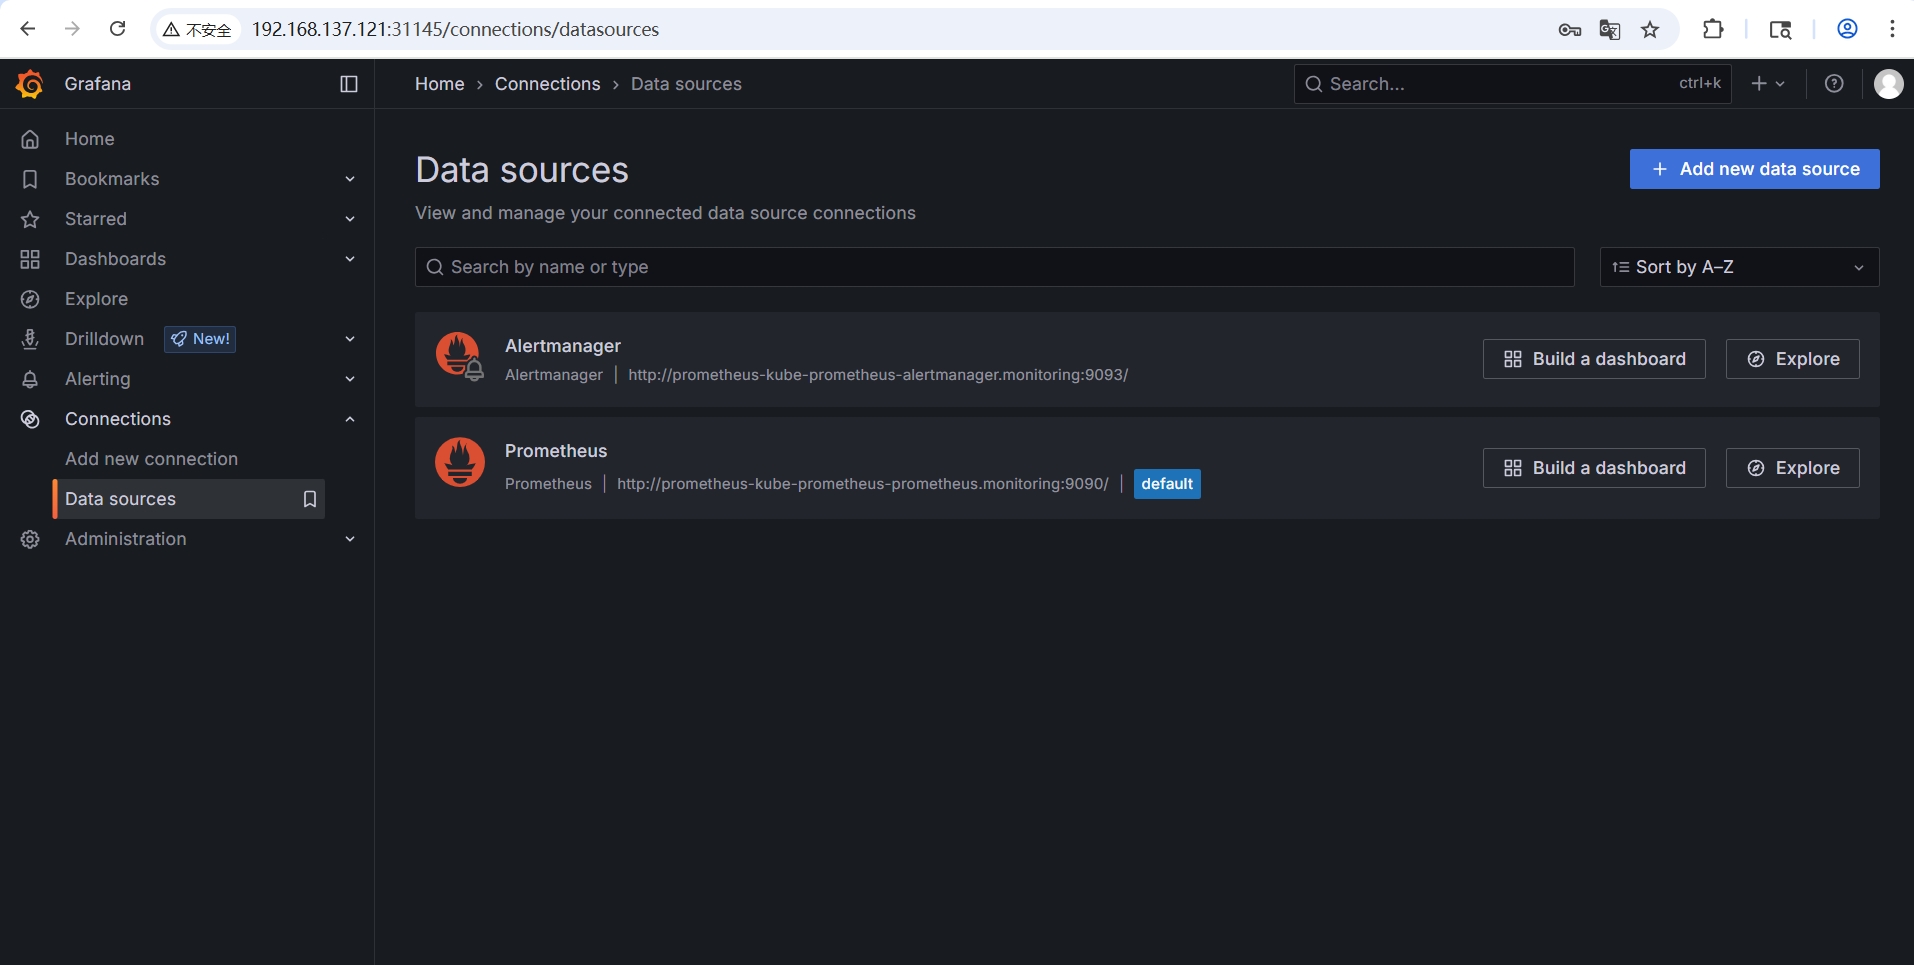 不安全 192.168.137.121:31145/connections/datasources
Grafana
Home › Connections › Data sources
Search... ctrl+k
Home
Bookmarks
Starred
Dashboards
Explore
Drilldown New!
Alerting
Connections
Add new connection
Data sources
Administration
Data sources
Add new data source
View and manage your connected data source connections
Search by name or type
Sort by A–Z
Alertmanager
Alertmanager | http://prometheus-kube-prometheus-alertmanager.monitoring:9093/
Build a dashboard
Explore
Prometheus
Prometheus | http://prometheus-kube-prometheus-prometheus.monitoring:9090/ | default
Build a dashboard
Explore